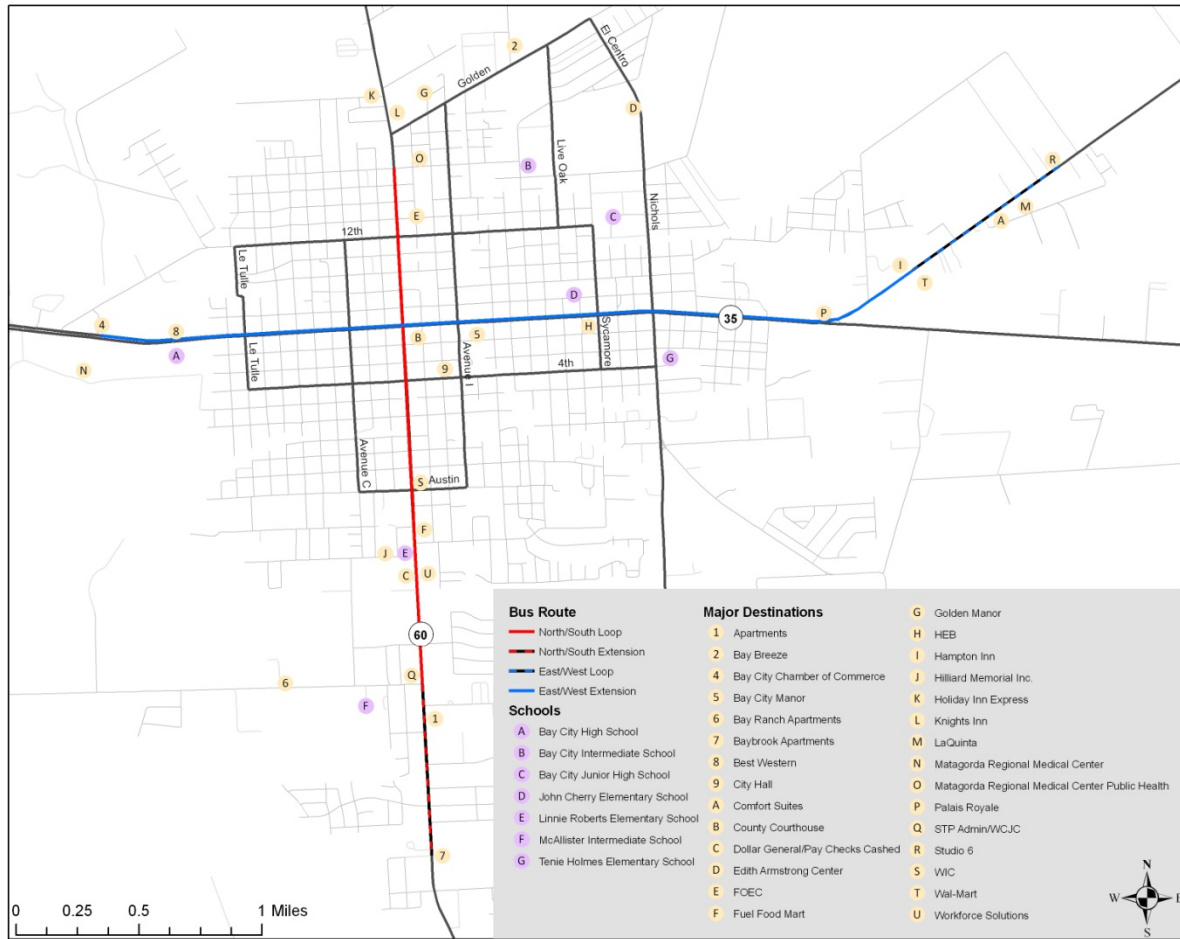 2
El Centro
K
G
Golden
L
D
O
B
Live Oak
R
E
C
Nichols
M
A
12th
Le Tulle
I
T
D
4
8
A
B
5
H
Sycamore
35
P
N
Le Tulle
9
Avenue I
4th
G
Avenue C
S
Austin
F
J
E
C
U
60
Q
6
F
1
7
Bus Route
North/South Loop
North/South Extension
East/West Loop
East/West Extension
Schools
A Bay City High School
B Bay City Intermediate School
C Bay City Junior High School
D John Cherry Elementary School
E Linnie Roberts Elementary School
F McAllister Intermediate School
G Tenie Holmes Elementary School
Major Destinations
1 Apartments
2 Bay Breeze
4 Bay City Chamber of Commerce
5 Bay City Manor
6 Bay Ranch Apartments
7 Baybrook Apartments
8 Best Western
9 City Hall
A Comfort Suites
B County Courthouse
C Dollar General/Pay Checks Cashed
D Edith Armstrong Center
E FOEC
F Fuel Food Mart
G Golden Manor
H HEB
I Hampton Inn
J Hilliard Memorial Inc.
K Holiday Inn Express
L Knights Inn
M LaQuinta
N Matagorda Regional Medical Center
O Matagorda Regional Medical Center Public Health
P Palais Royale
Q STP Admin/WCJC
R Studio 6
S WIC
T Wal-Mart
U Workforce Solutions
0 0.25 0.5 1 Miles
N
W E
S